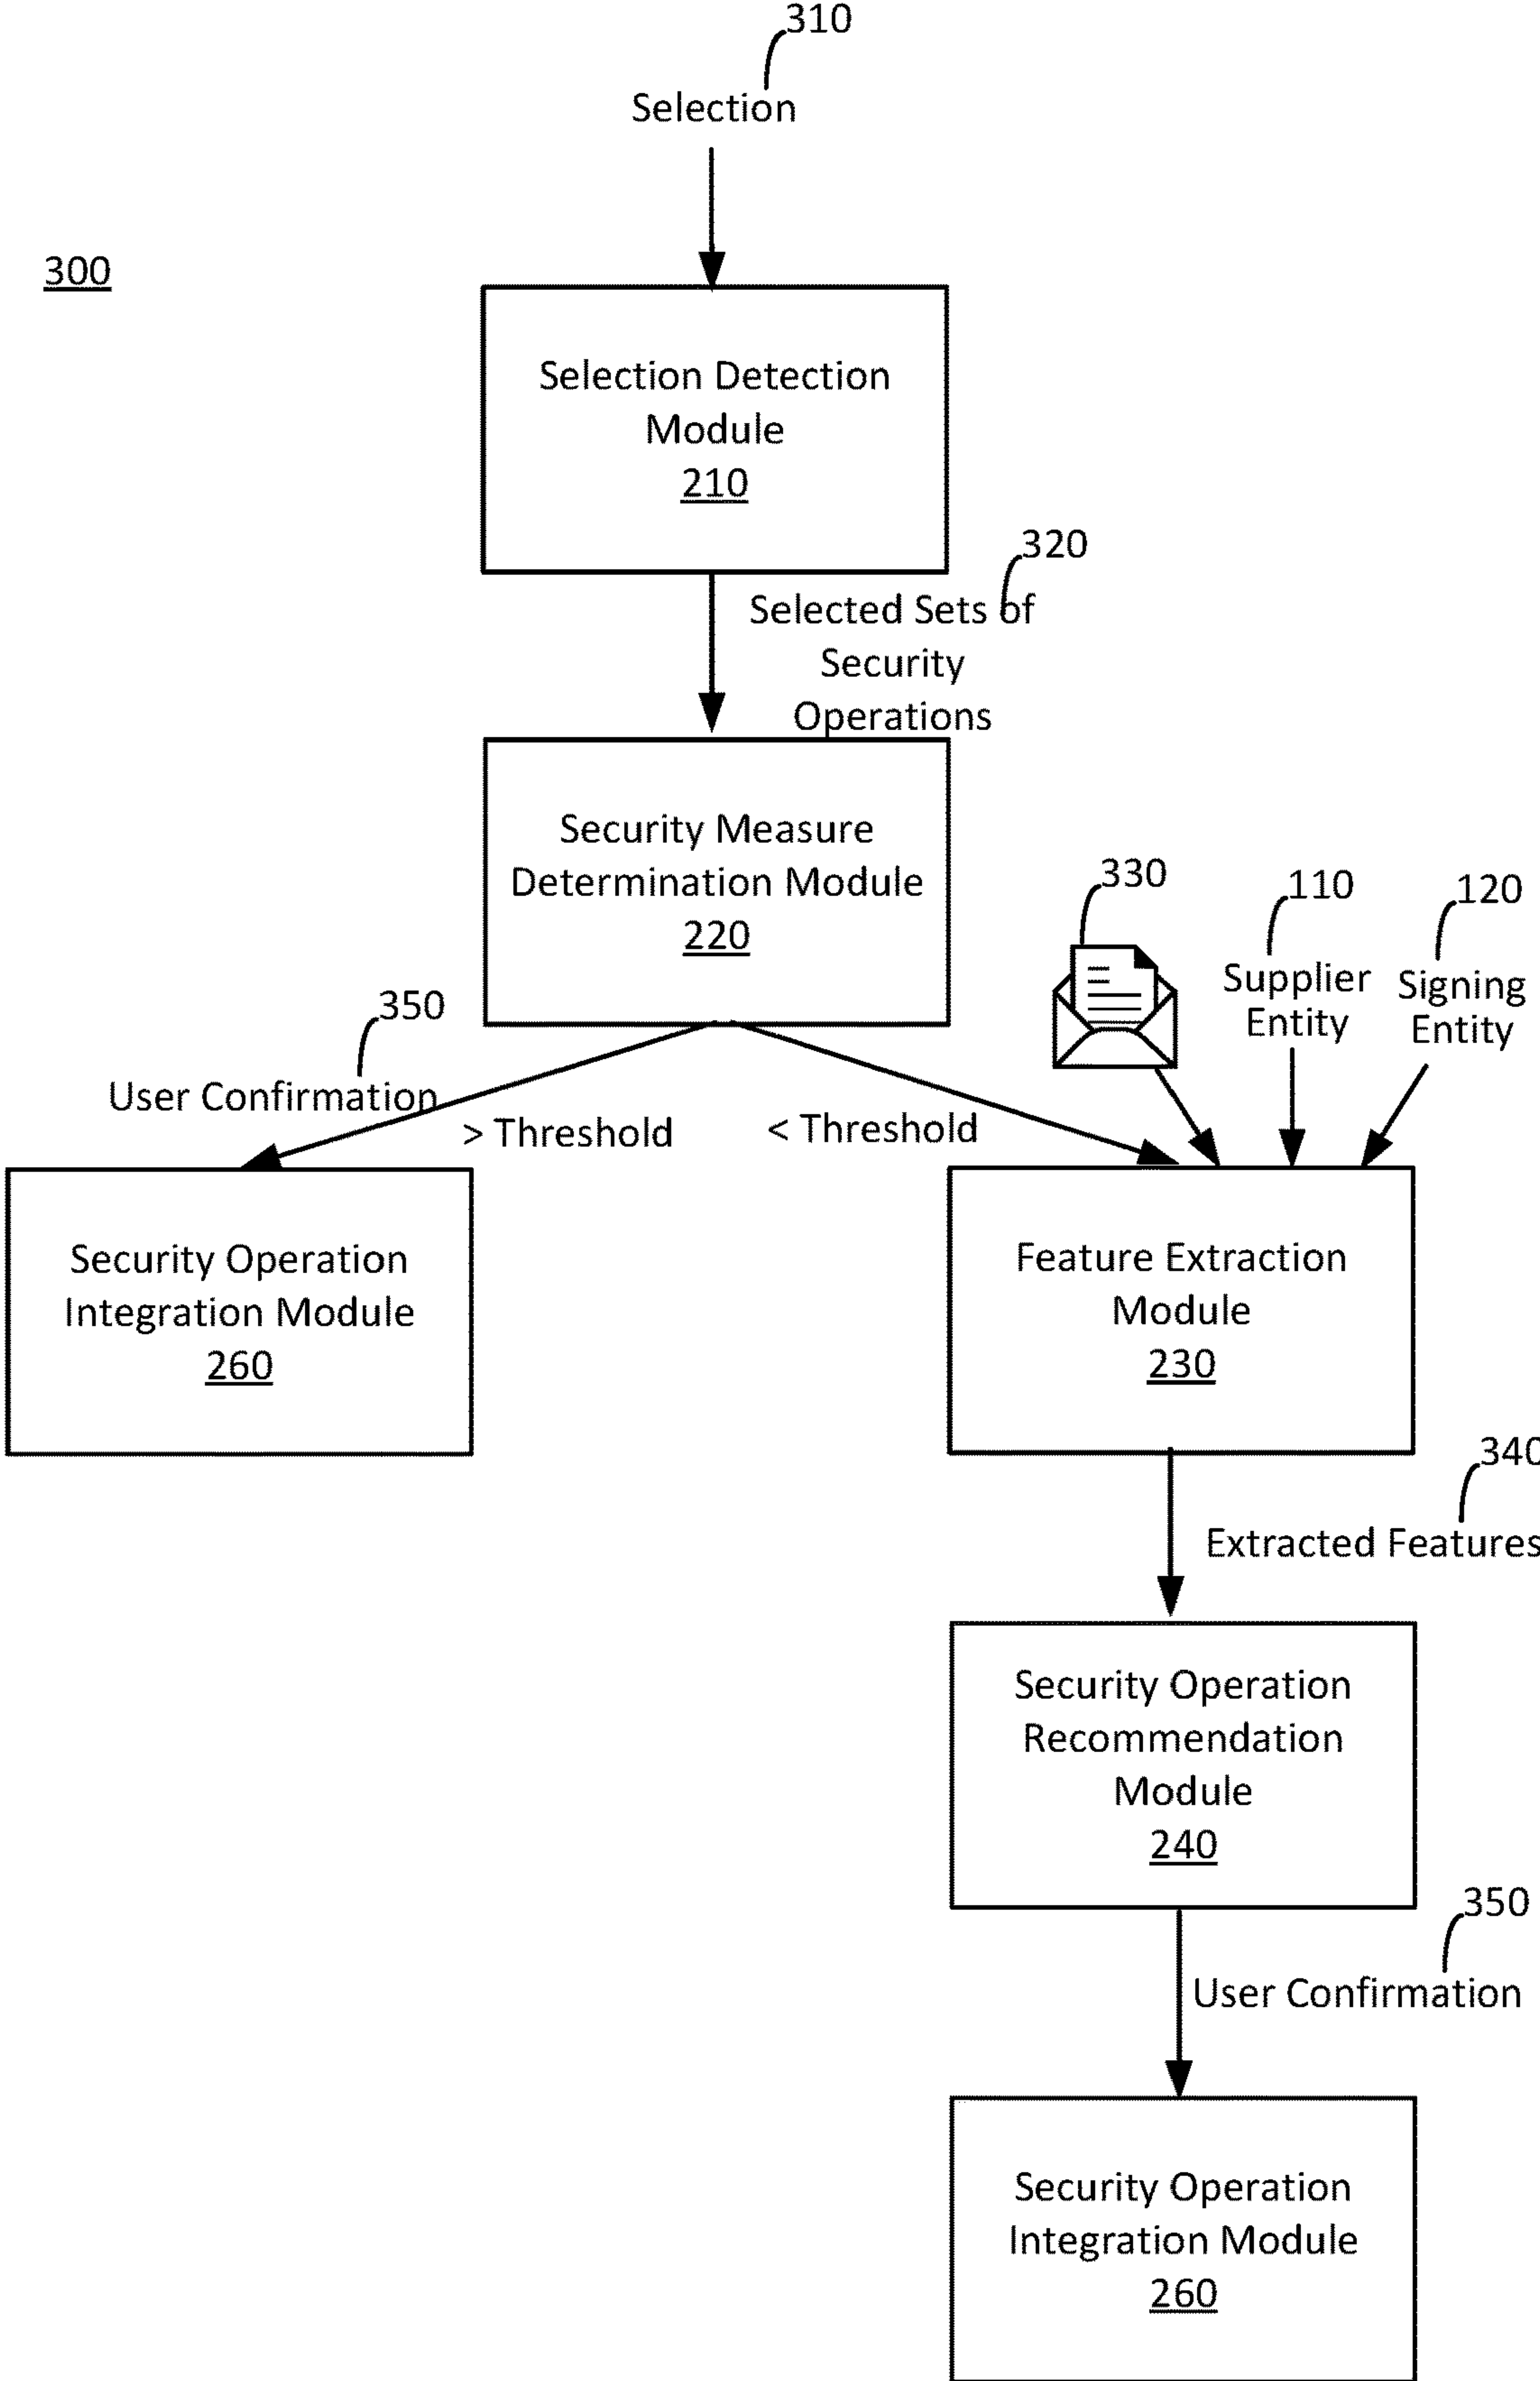 310
Selection
300
Selection Detection
Module
210
320
Selected Sets of
Security
Operations
Security Measure
Determination Module
220
330
110
120
Supplier
Entity
Signing
Entity
350
User Confirmation
> Threshold
< Threshold
Security Operation
Integration Module
260
Feature Extraction
Module
230
340
Extracted Features
Security Operation
Recommendation
Module
240
350
User Confirmation
Security Operation
Integration Module
260